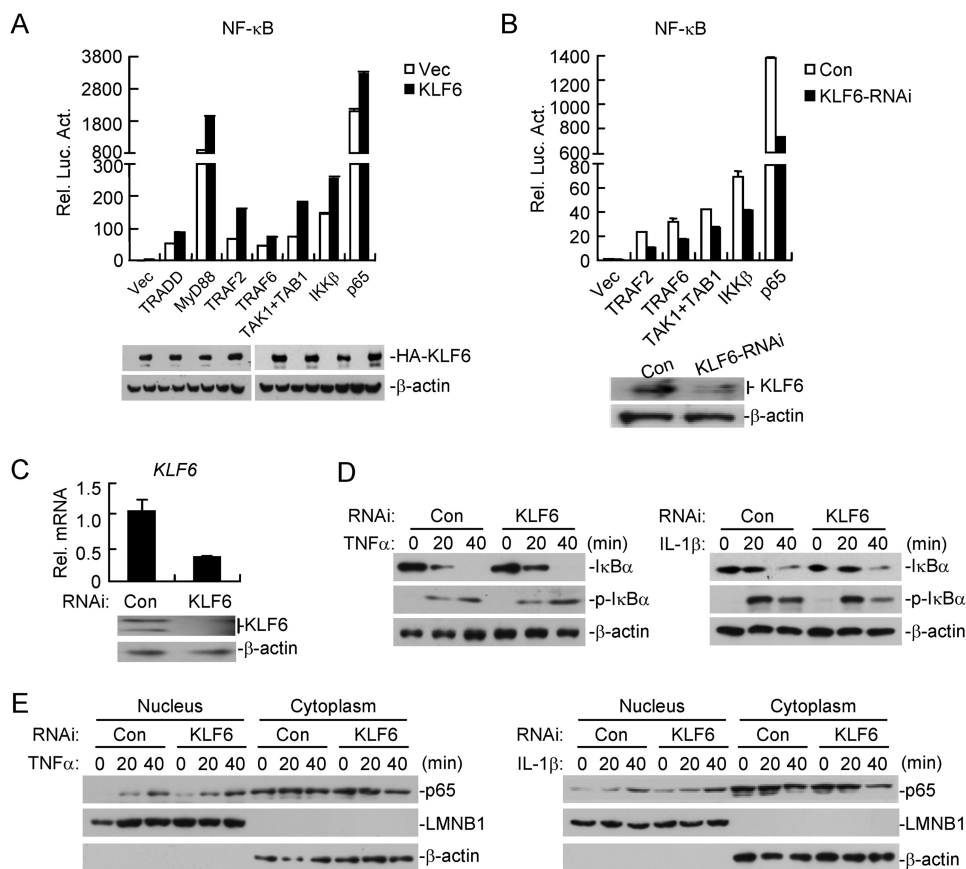 A
NF-κB
3800
2800
1800
800
300
200
100
0
Rel. Luc. Act.
Vec
KLF6
Vec
TRADD
MyD88
TRAF2
TRAF6
TAK1+TAB1
IKKβ
p65
-HA-KLF6
-β-actin
B
NF-κB
1400
1200
1000
800
600
80
60
40
20
0
Rel. Luc. Act.
Con
KLF6-RNAi
Vec
TRAF2
TRAF6
TAK1+TAB1
IKKβ
p65
Con KLF6-RNAi
KLF6
-β-actin
C
KLF6
1.5
1.0
0.5
0
Rel. mRNA
RNAi: Con KLF6
KLF6
-β-actin
D
RNAi: Con KLF6
TNFα: 0 20 40 0 20 40 (min)
-IκBα
-p-IκBα
-β-actin
RNAi: Con KLF6
IL-1β: 0 20 40 0 20 40 (min)
-IκBα
-p-IκBα
-β-actin
E
Nucleus Cytoplasm
RNAi: Con KLF6 Con KLF6
TNFα: 0 20 40 0 20 40 0 20 40 0 20 40 (min)
-p65
-LMNB1
-β-actin
Nucleus Cytoplasm
RNAi: Con KLF6 Con KLF6
IL-1β: 0 20 40 0 20 40 0 20 40 0 20 40 (min)
-p65
-LMNB1
-β-actin